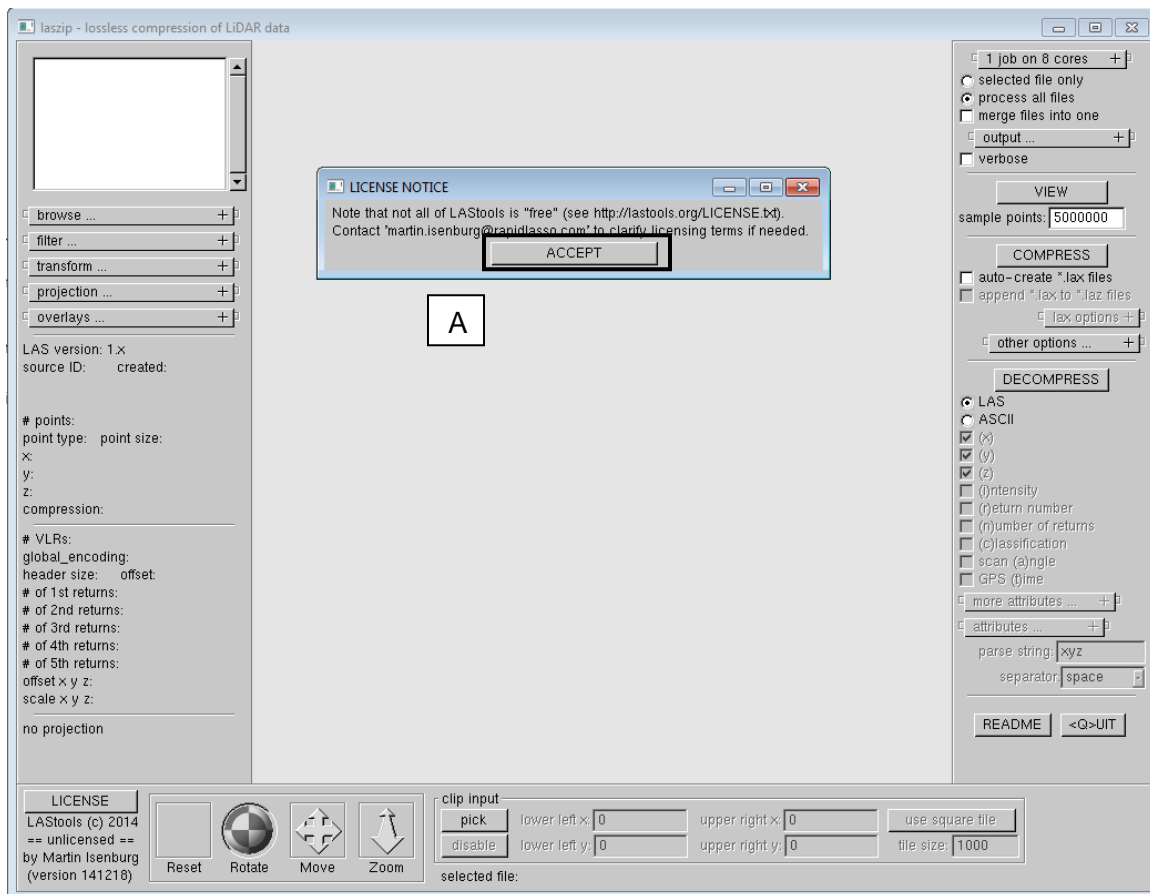 laszip - lossless compression of LiDAR data
browse ... +
filter ... +
transform ... +
projection ... +
overlays ... +
LAS version: 1.x
source ID: created:
# points:
point type: point size:
x:
y:
z:
compression:
# VLRs:
global_encoding:
header size: offset:
# of 1st returns:
# of 2nd returns:
# of 3rd returns:
# of 4th returns:
# of 5th returns:
offset x y z:
scale x y z:
no projection
LICENSE NOTICE
Note that not all of LAStools is "free" (see http://lastools.org/LICENSE.txt).
Contact 'martin.isenburg@rapidlasso.com' to clarify licensing terms if needed.
ACCEPT
A
1 job on 8 cores +
selected file only
process all files
merge files into one
output ... +
verbose
VIEW
sample points: 5000000
COMPRESS
auto-create *.lax files
append *.lax to *.laz files
lax options +
other options ... +
DECOMPRESS
LAS
ASCII
(x)
(y)
(z)
(i)ntensity
(r)eturn number
(n)umber of returns
(c)lassification
scan (a)ngle
GPS (t)ime
more attributes ... +
attributes ... +
parse string: xyz
separator: space
README <Q>UIT
LICENSE
LAStools (c) 2014
== unlicensed ==
by Martin Isenburg
(version 141218)
Reset Rotate Move Zoom
clip input
pick lower left x: 0 upper right x: 0 use square tile
disable lower left y: 0 upper right y: 0 tile size: 1000
selected file: